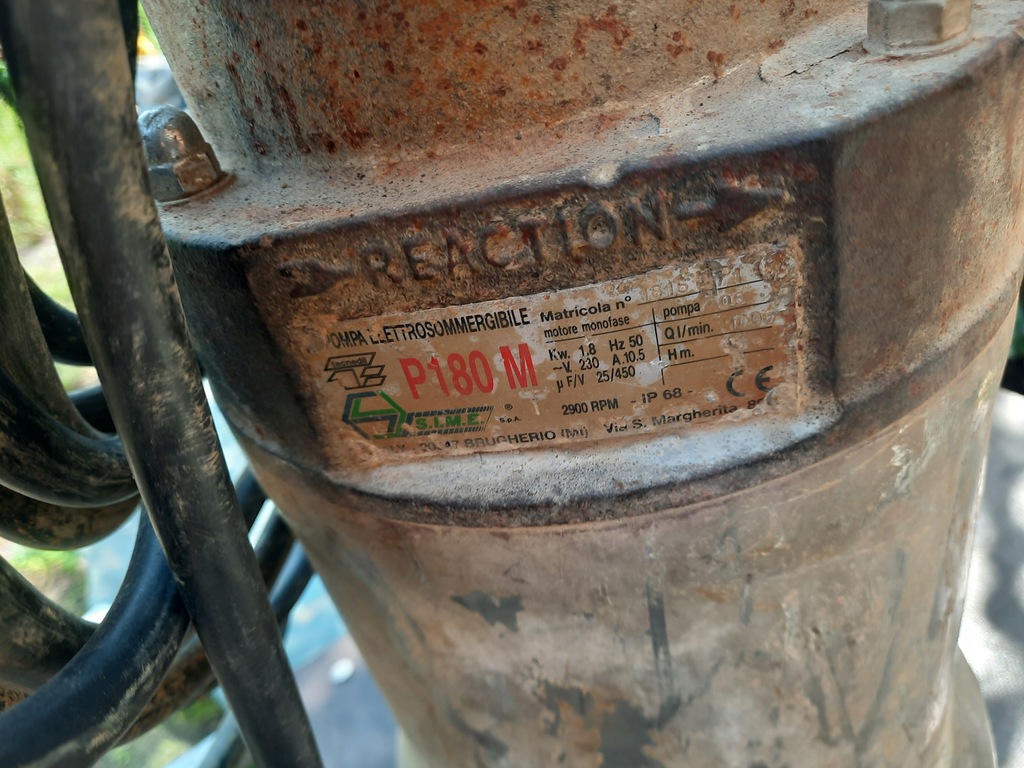 REACTION
POMPA ELETTROSOMMERGIBILE
P180 M
S.I.M.E.® S.p.A.
Matricola n°
motore monofase
Kw. 1.8 Hz 50
~V. 230 A.10.5
µ F/V 25/450
pompa
Q l/min.
H m.
2900 RPM - IP 68 - CE
BRUGHERIO (MI) Via S. Margherita